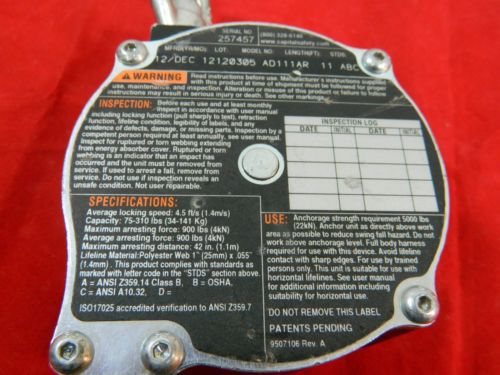 SERIAL NO.
257457
(800) 328-6146
www.capitalsafety.com
MFRD(YR/MO): LOT: MODEL NO: LENGTH(FT): STDS:
12/DEC 12120305 AD111AR 11 ABC
WARNING
Read instructions before use. Manufacturer's instructions supplied
with this product at time of shipment must be followed for proper
use, maintenance, and inspection. Alteration or misuse of this product or failure to follow
instructions may result in serious injury or death. See other markings.
INSPECTION:
Before each use and at least monthly
inspect in accordance with user manual
including locking function (pull sharply to test), retraction
function, lifeline condition, legibility of labels, and any
evidence of defects, damage, or missing parts. Inspection by a
competent person required at least annually, see user manual.
Inspect for ruptured or torn webbing extending
from energy absorber cover. Ruptured or torn
webbing is an indicator that an impact has
occurred and the unit must be removed from
service. If used to arrest a fall, remove from
service. Do not use if inspection reveals an
unsafe condition. Not user repairable.
INSPECTION LOG
DATE INITIAL DATE INITIAL
SPECIFICATIONS:
Average locking speed: 4.5 ft/s (1.4m/s)
Capacity: 75-310 lbs (34-141 Kg)
Maximum arresting force: 900 lbs (4kN)
Average arresting force: 900 lbs (4kN)
Maximum arresting distance: 42 in. (1.1m)
Lifeline Material:Polyester Web 1" (25mm) x .055"
(1.4mm). This product complies with standards as
marked with letter code in the "STDS" section above.
A = ANSI Z359.14 Class B, B = OSHA,
C = ANSI A10.32, D =
ISO17025 accredited verification to ANSI Z359.7
USE:
Anchorage strength requirement 5000 lbs
(22kN). Anchor unit as directly above work
area as possible to reduce swing fall hazard. Do not
work above anchorage level. Full body harness
required for use with this device. Avoid lifeline
contact with sharp edges. For use by trained
persons only. This unit is suitable for use with
horizontal lifelines. See user manual
for additional information including
suitability for horizontal use.
DO NOT REMOVE THIS LABEL
PATENTS PENDING
9507106 Rev. A